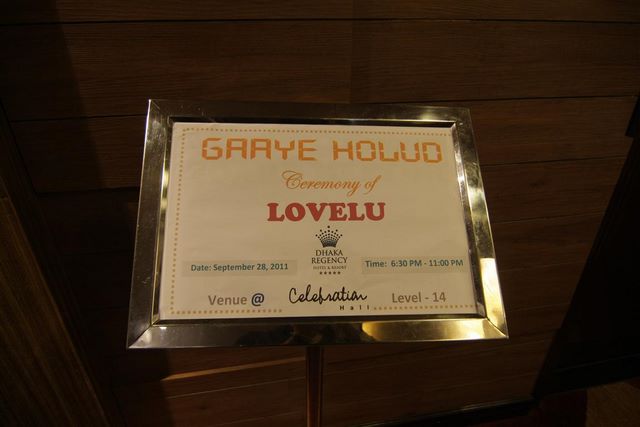 GAAYE HOLUD
Ceremony of
LOVELU
DHAKA
REGENCY
HOTEL & RESORT
Date: September 28, 2011
Time: 6:30 PM - 11:00 PM
Venue @ Celebration Hall Level - 14